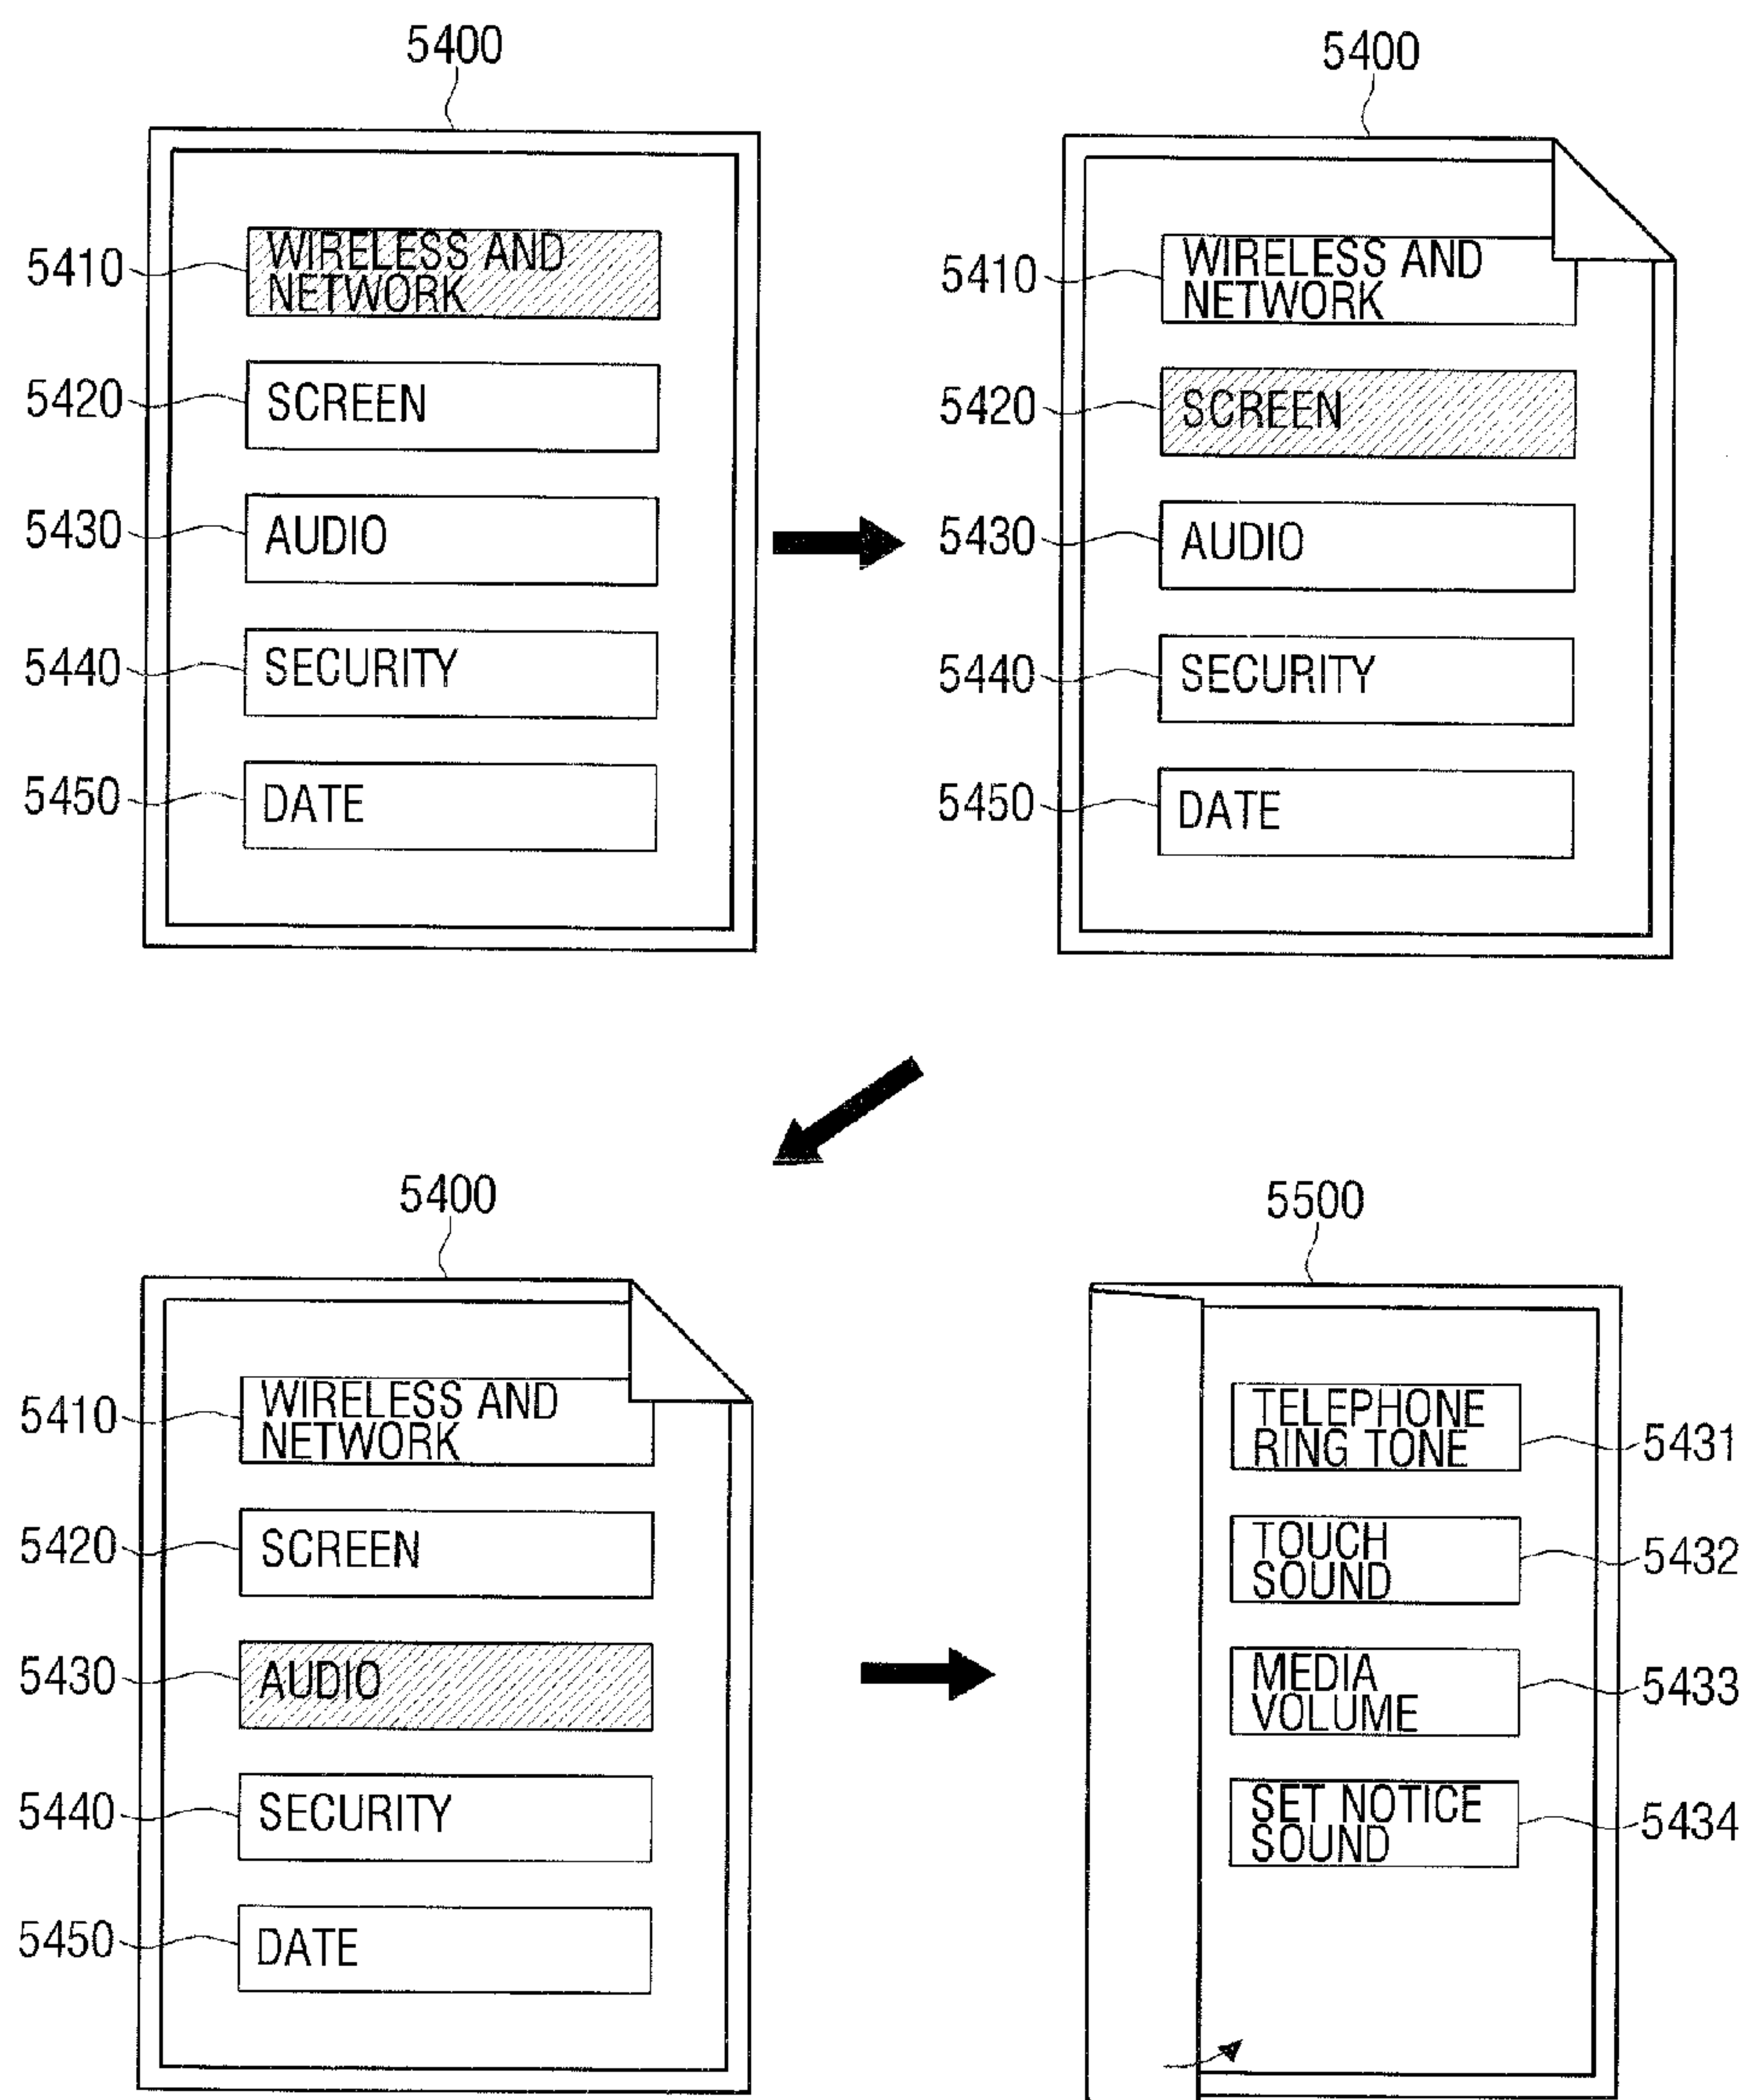 5400
5410
WIRELESS AND
NETWORK
5420
SCREEN
5430
AUDIO
5440
SECURITY
5450
DATE
5400
5410
WIRELESS AND
NETWORK
5420
SCREEN
5430
AUDIO
5440
SECURITY
5450
DATE
5400
5410
WIRELESS AND
NETWORK
5420
SCREEN
5430
AUDIO
5440
SECURITY
5450
DATE
5500
TELEPHONE
RING TONE
5431
TOUCH
SOUND
5432
MEDIA
VOLUME
5433
SET NOTICE
SOUND
5434